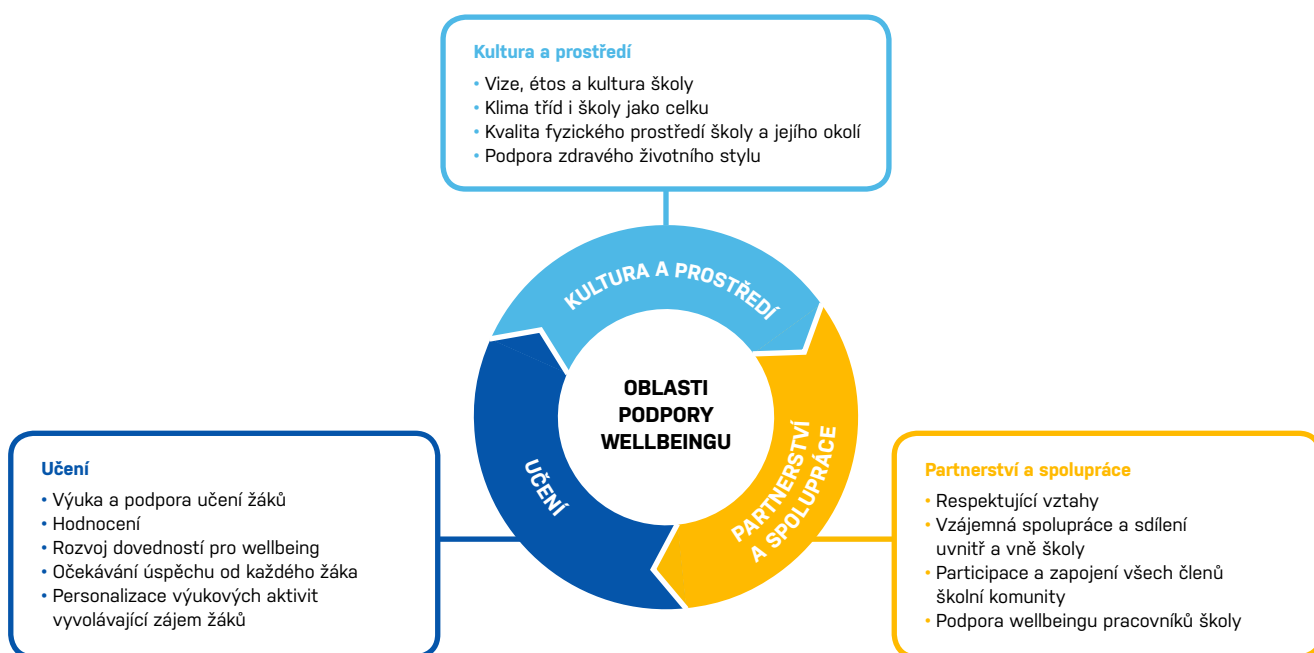 Kultura a prostředí
• Vize, étos a kultura školy
• Klima tříd i školy jako celku
• Kvalita fyzického prostředí školy a jejího okolí
• Podpora zdravého životního stylu
KULTURA A PROSTŘEDÍ
OBLASTI
PODPORY
WELLBEINGU
UČENÍ
PARTNERSTVÍ
A SPOLUPRÁCE
Učení
• Výuka a podpora učení žáků
• Hodnocení
• Rozvoj dovedností pro wellbeing
• Očekávání úspěchu od každého žáka
• Personalizace výukových aktivit
vyvolávající zájem žáků
Partnerství a spolupráce
• Respektující vztahy
• Vzájemná spolupráce a sdílení
uvnitř a vně školy
• Participace a zapojení všech členů
školní komunity
• Podpora wellbeingu pracovníků školy